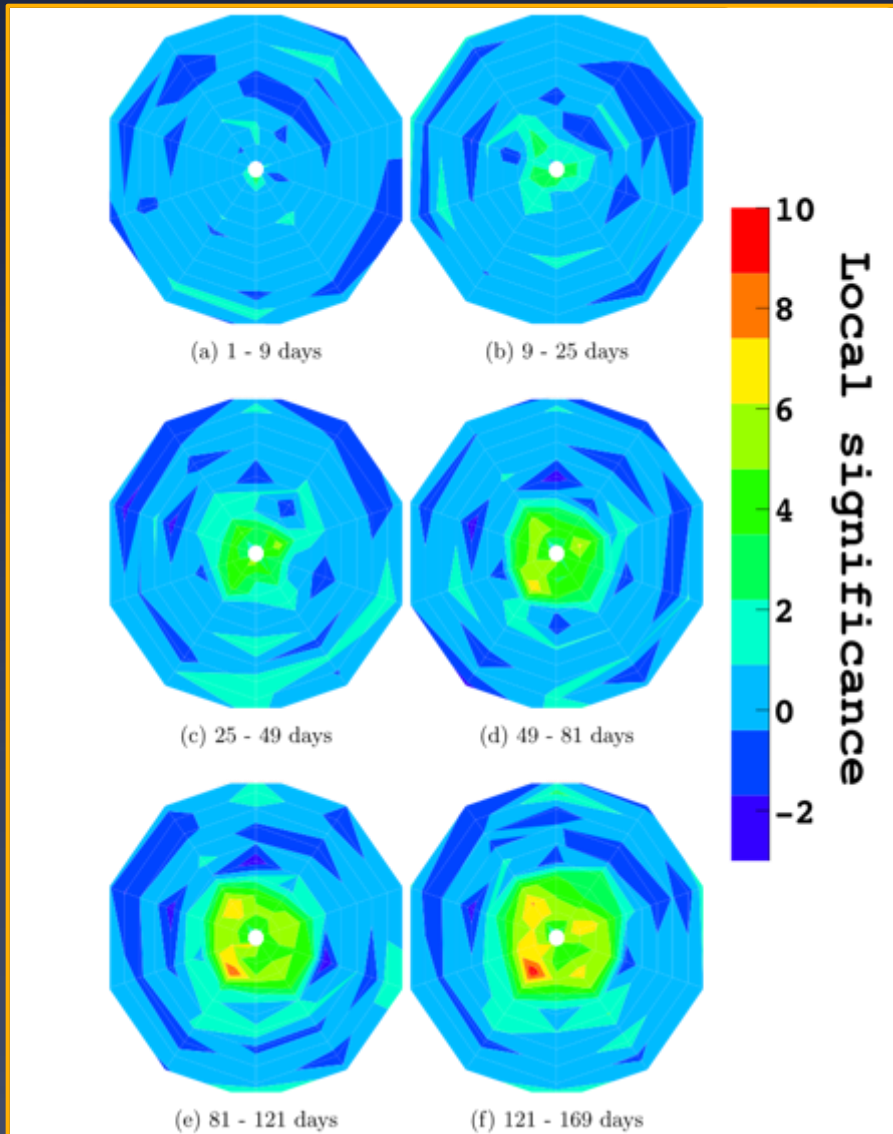 (a) 1 - 9 days
(b) 9 - 25 days
(c) 25 - 49 days
(d) 49 - 81 days
(e) 81 - 121 days
(f) 121 - 169 days
10
8
6
4
2
0
-2
Local significance